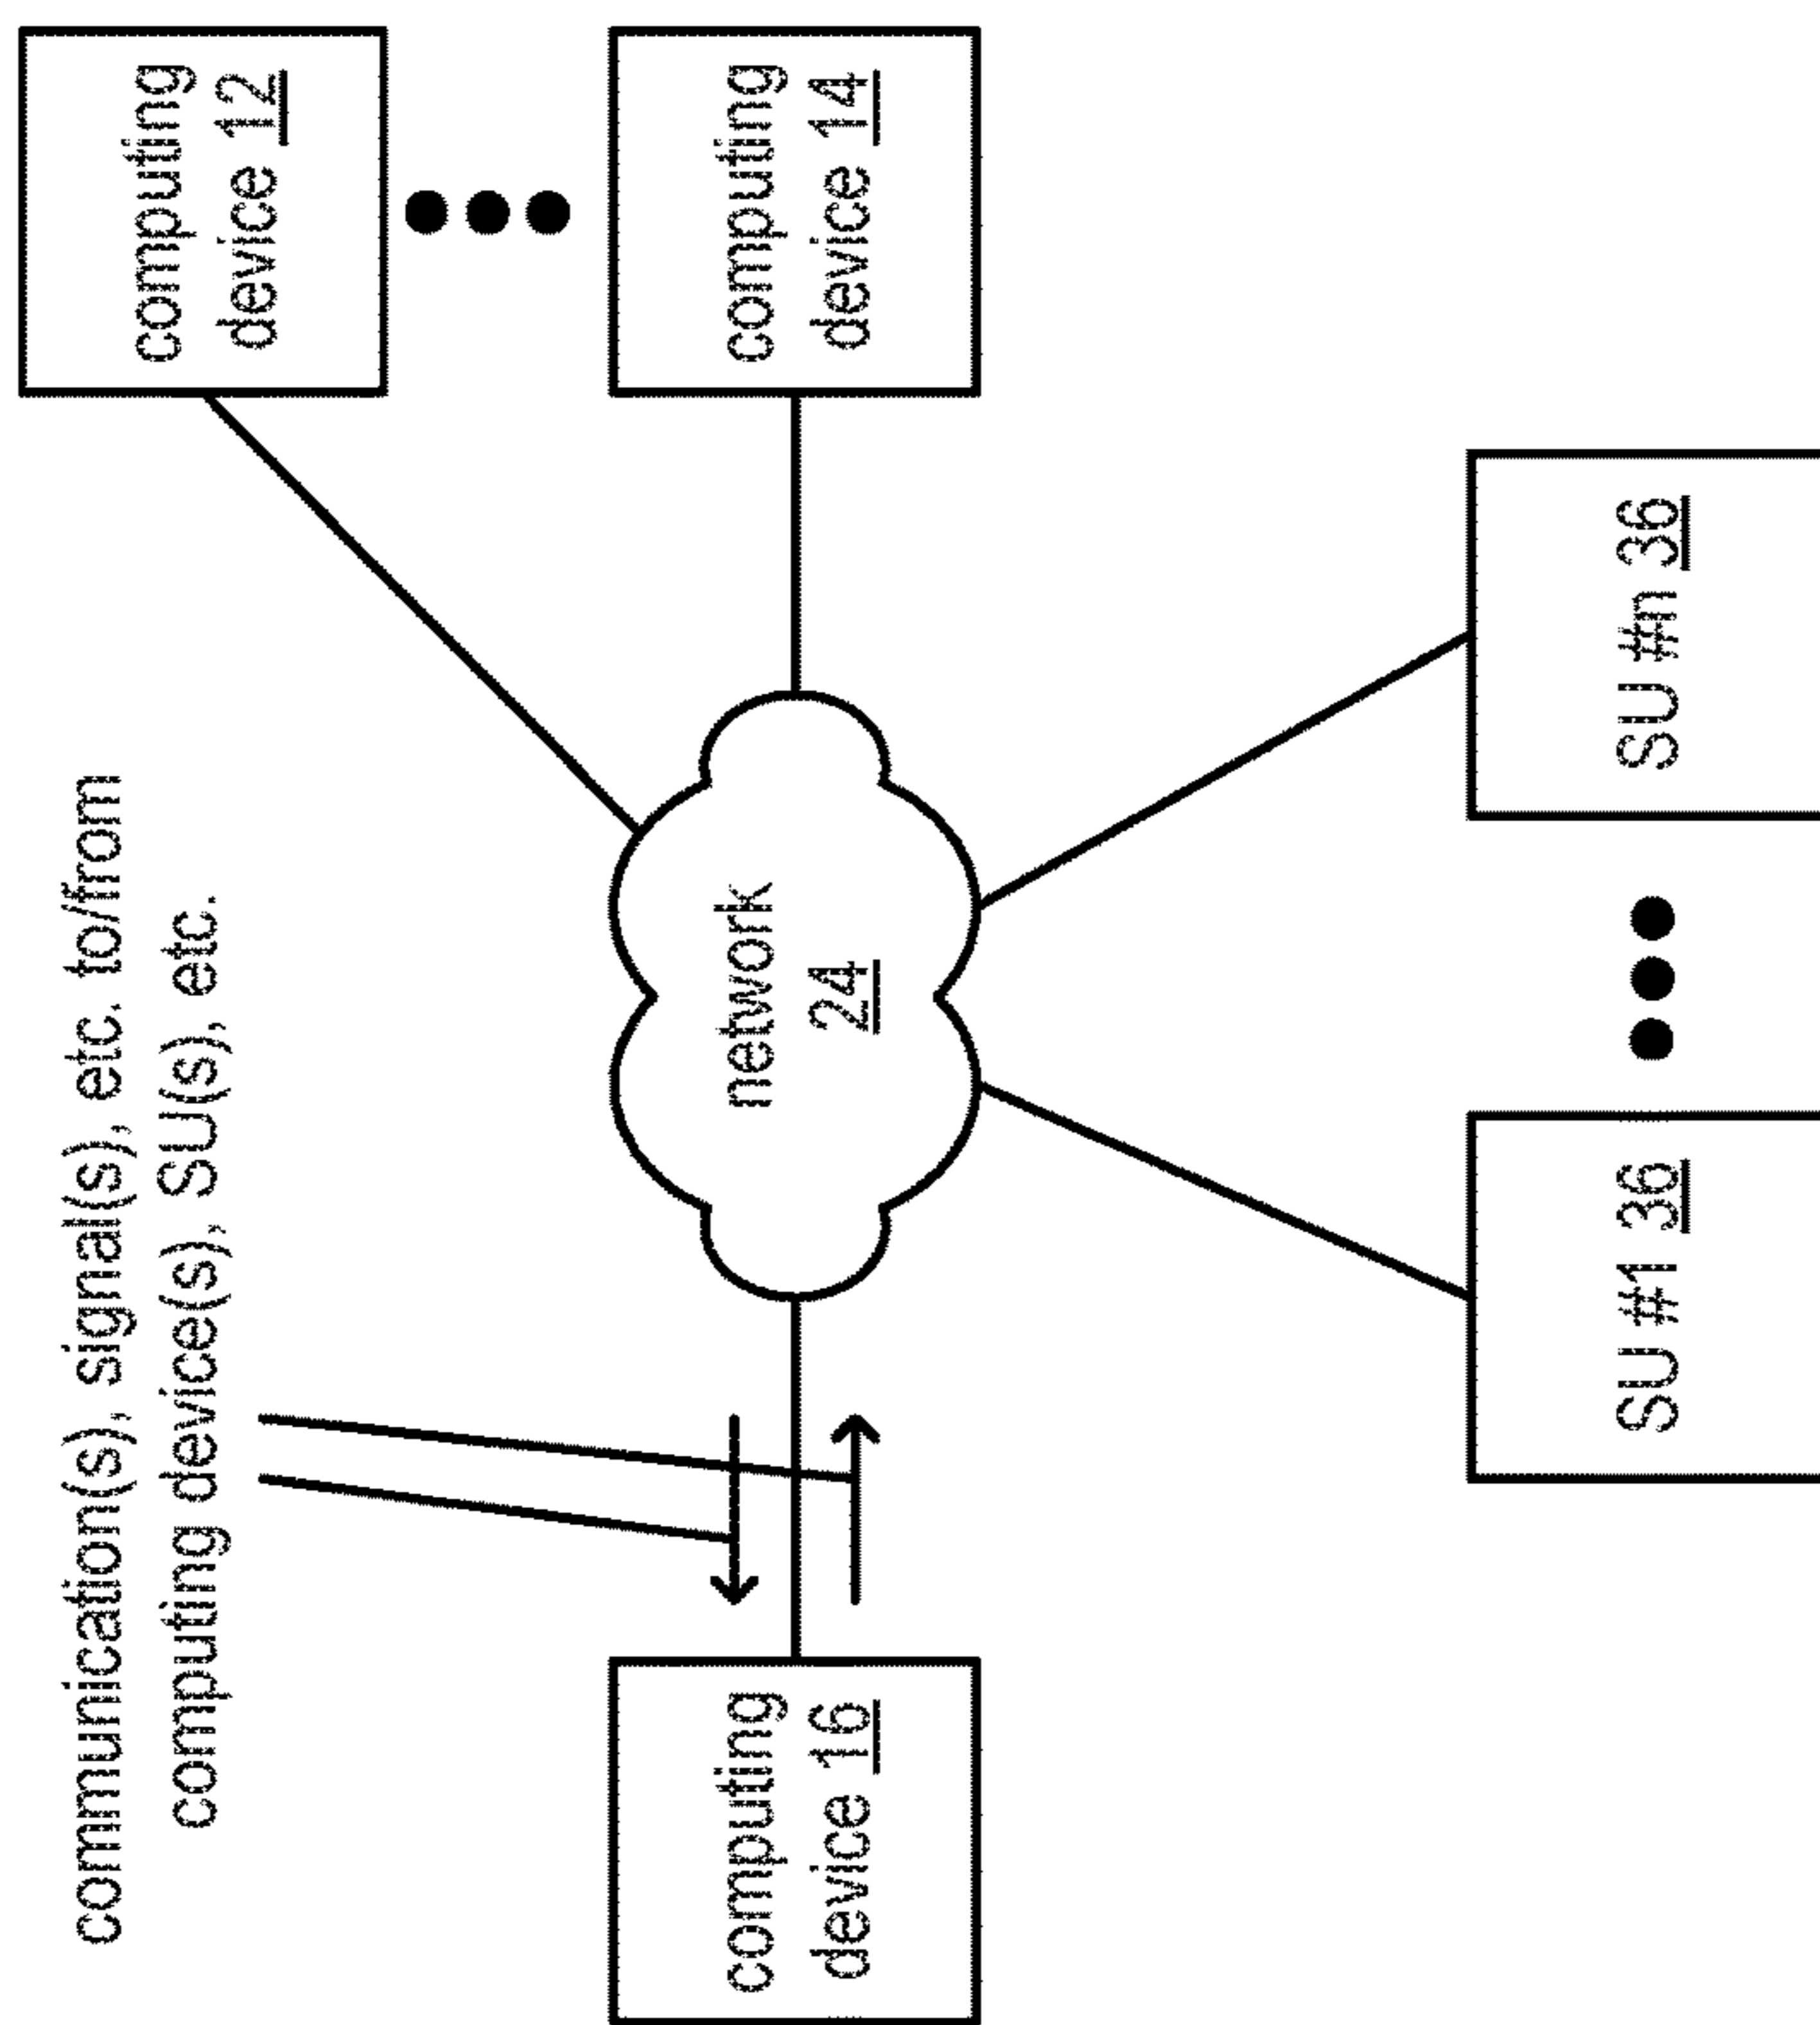 communication(s), signal(s), etc. to/from
computing device(s), SU(s), etc.
computing
device 12
computing
device 16
network
24
computing
device 14
SU #1 36
SU #n 36